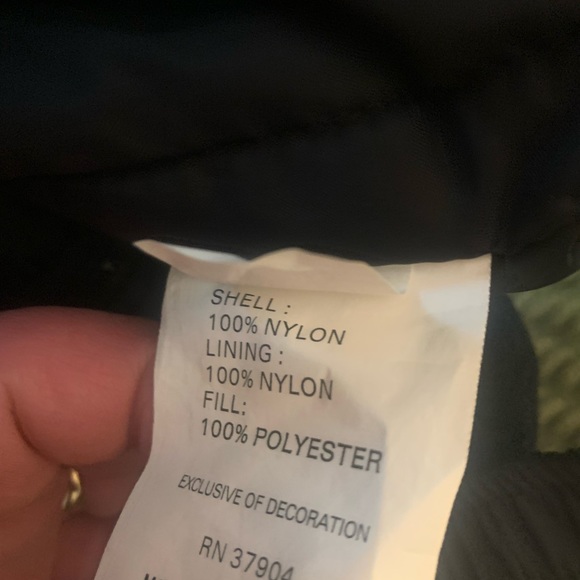 SHELL :
100% NYLON
LINING :
100% NYLON
FILL:
100% POLYESTER
EXCLUSIVE OF DECORATION
RN 37904